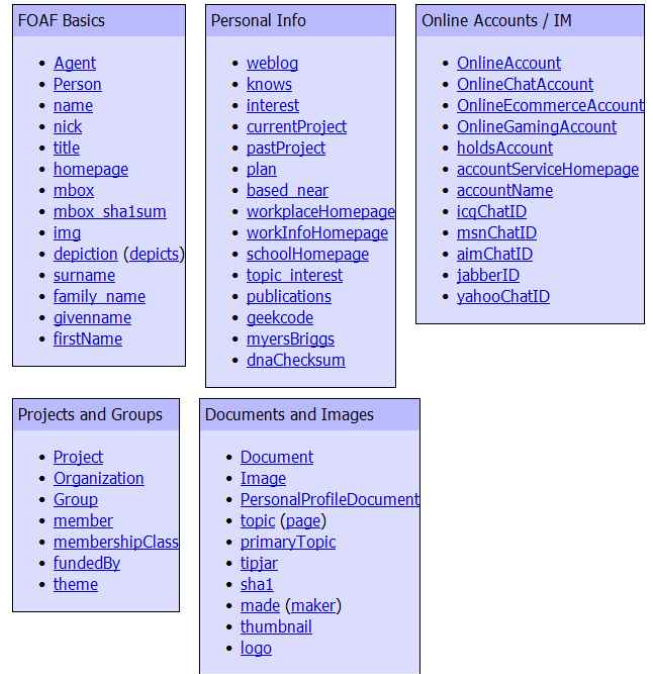 FOAF Basics
Agent
Person
name
nick
title
homepage
mbox
mbox_sha1sum
img
depiction (depicts)
surname
family_name
givenname
firstName
Personal Info
weblog
knows
interest
currentProject
pastProject
plan
based_near
workplaceHomepage
workInfoHomepage
schoolHomepage
topic_interest
publications
geekcode
myersBriggs
dnaChecksum
Online Accounts / IM
OnlineAccount
OnlineChatAccount
OnlineEcommerceAccount
OnlineGamingAccount
holdsAccount
accountServiceHomepage
accountName
icqChatID
msnChatID
aimChatID
jabberID
yahooChatID
Projects and Groups
Project
Organization
Group
member
membershipClass
fundedBy
theme
Documents and Images
Document
Image
PersonalProfileDocument
topic (page)
primaryTopic
tipjar
sha1
made (maker)
thumbnail
logo